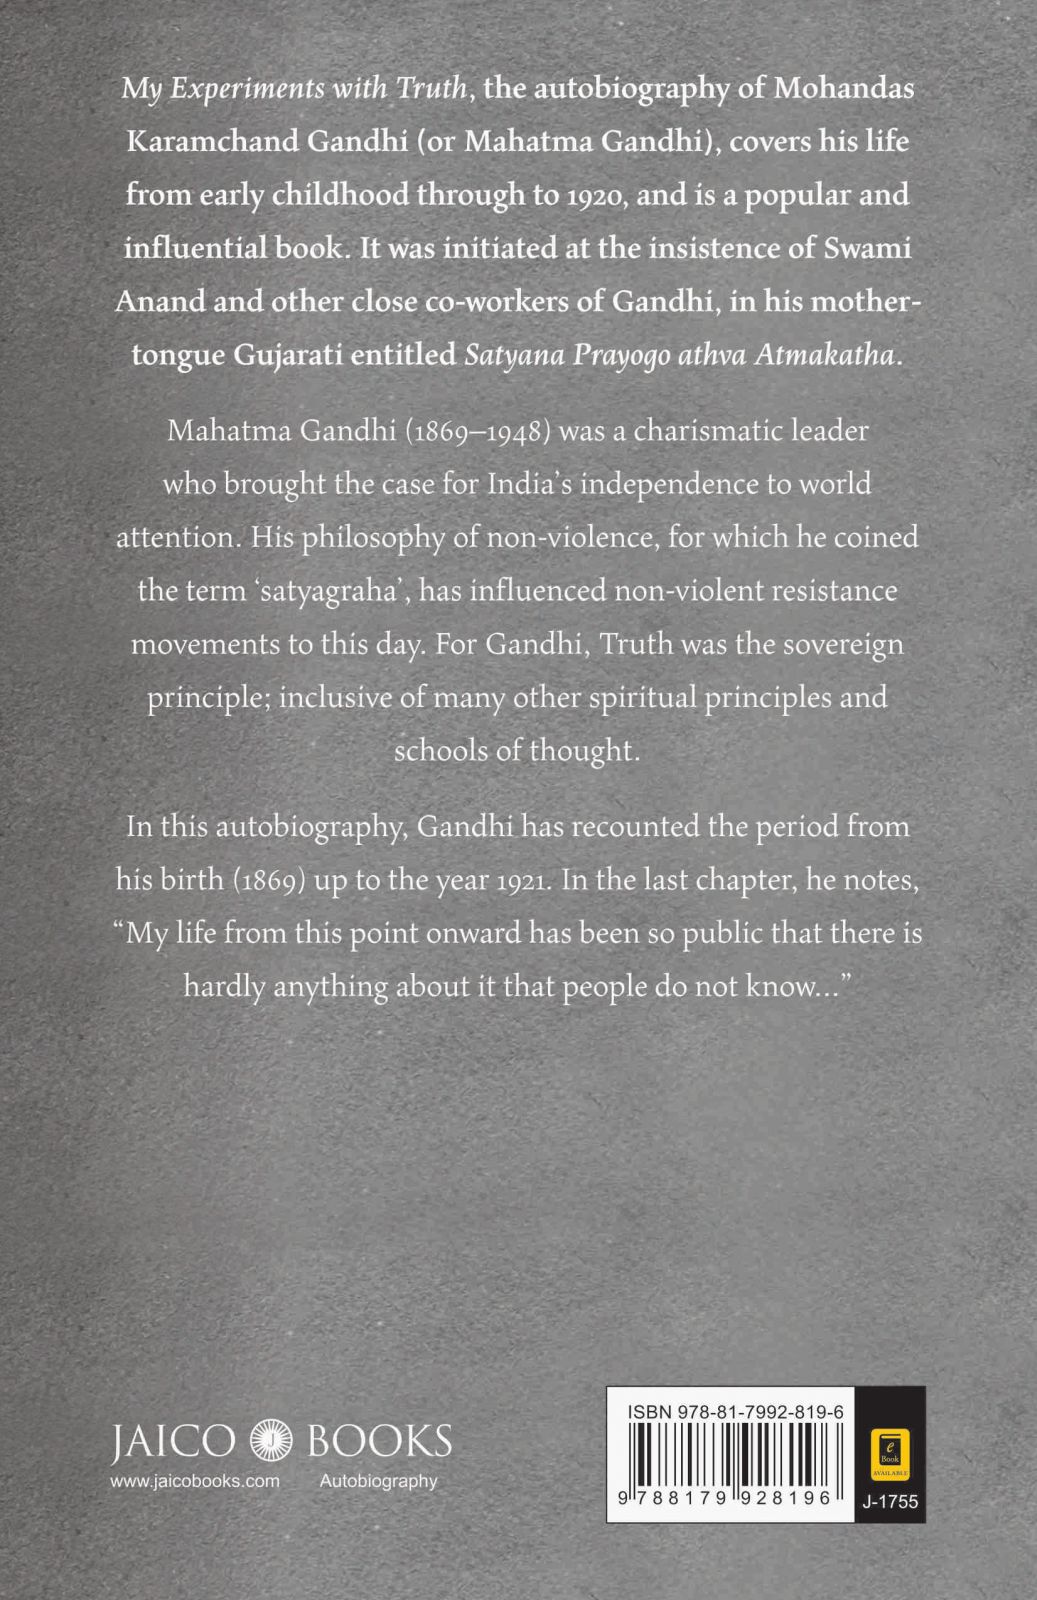 My Experiments with Truth, the autobiography of Mohandas
Karamchand Gandhi (or Mahatma Gandhi), covers his life
from early childhood through to 1920, and is a popular and
influential book. It was initiated at the insistence of Swami
Anand and other close co-workers of Gandhi, in his mother-
tongue Gujarati entitled Satyana Prayogo athva Atmakatha.
Mahatma Gandhi (1869–1948) was a charismatic leader
who brought the case for India's independence to world
attention. His philosophy of non-violence, for which he coined
the term ‘satyagraha’, has influenced non-violent resistance
movements to this day. For Gandhi, Truth was the sovereign
principle; inclusive of many other spiritual principles and
schools of thought.
In this autobiography, Gandhi has recounted the period from
his birth (1869) up to the year 1921. In the last chapter, he notes,
“My life from this point onward has been so public that there is
hardly anything about it that people do not know...”
JAICO J BOOKS
www.jaicobooks.com Autobiography
ISBN 978-81-7992-819-6
9 788179 928196
e
Book
AVAILABLE
J-1755